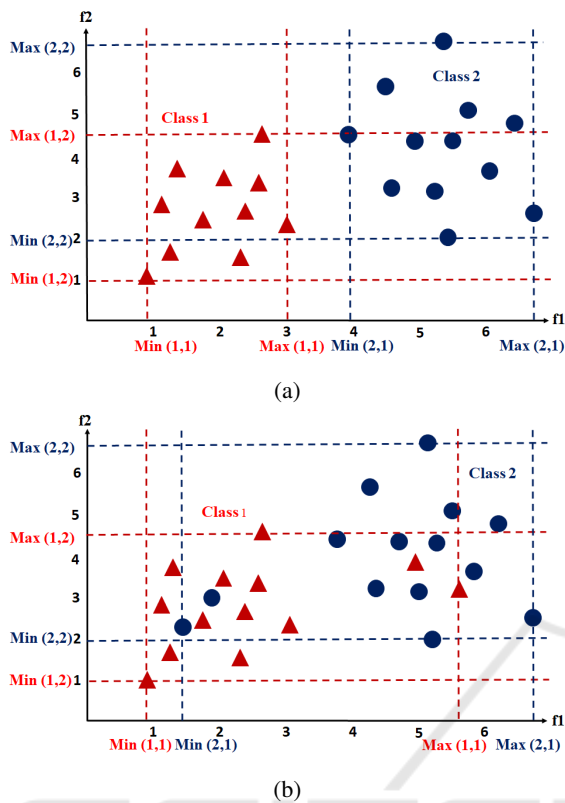 f2
Max (2,2)
6
Class 2
5
Class 1
Max (1,2)
4
3
Min (2,2) 2
Min (1,2) 1
1 2 3 4 5 6 f1
Min (1,1) Max (1,1) Min (2,1) Max (2,1)
(a)
f2
Max (2,2)
6
Class 2
5
Class 1
Max (1,2)
4
3
Min (2,2) 2
Min (1,2) 1
1 2 3 4 5 6 f1
Min (1,1) Min (2,1) Max (1,1) Max (2,1)
(b)